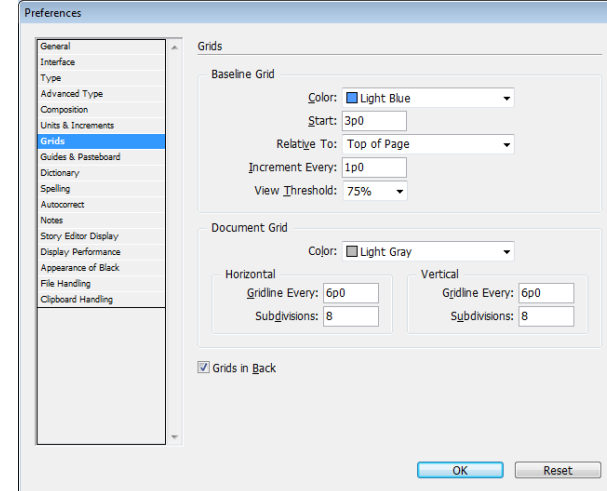 Preferences
General
Interface
Type
Advanced Type
Composition
Units & Increments
Grids
Guides & Pasteboard
Dictionary
Spelling
Autocorrect
Notes
Story Editor Display
Display Performance
Appearance of Black
File Handling
Clipboard Handling
Grids
Baseline Grid
Color: Light Blue
Start: 3p0
Relative To: Top of Page
Increment Every: 1p0
View Threshold: 75%
Document Grid
Color: Light Gray
Horizontal
Gridline Every: 6p0
Subdivisions: 8
Vertical
Gridline Every: 6p0
Subdivisions: 8
Grids in Back
OK Reset